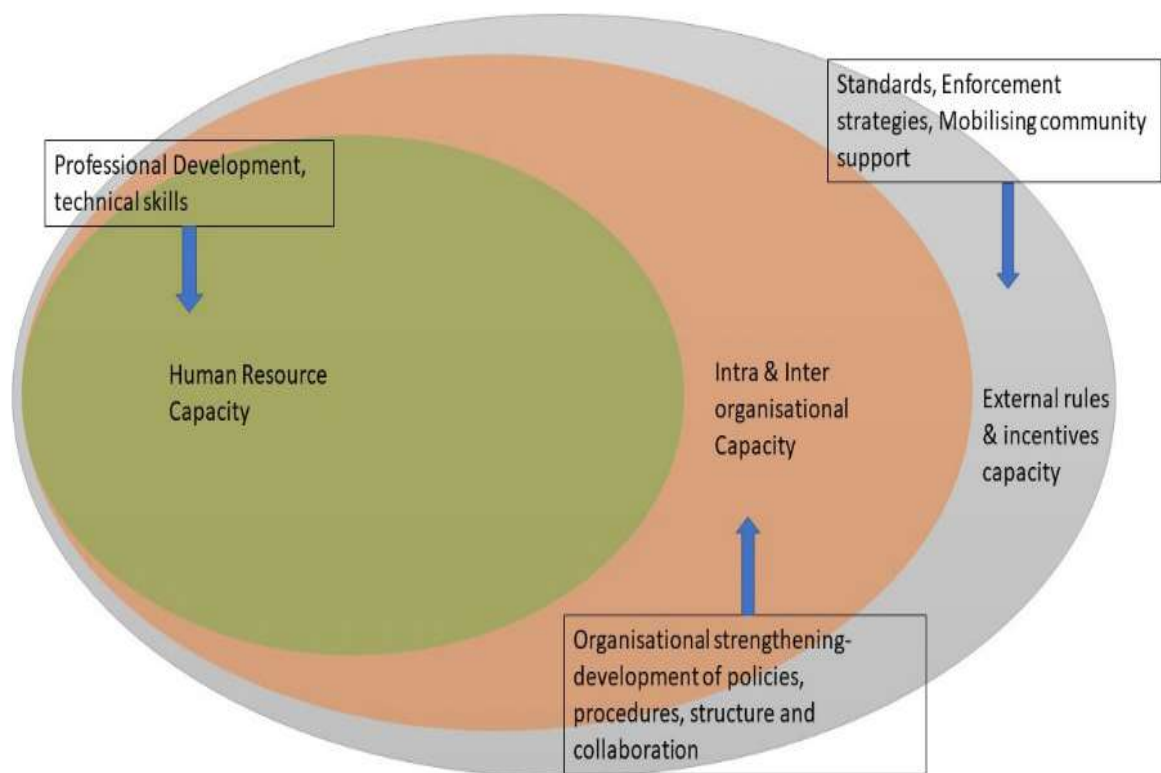 Standards, Enforcement
strategies, Mobilising community
support
Professional Development,
technical skills
Human Resource
Capacity
Intra & Inter
organisational
Capacity
External rules
& incentives
capacity
Organisational strengthening-
development of policies,
procedures, structure and
collaboration